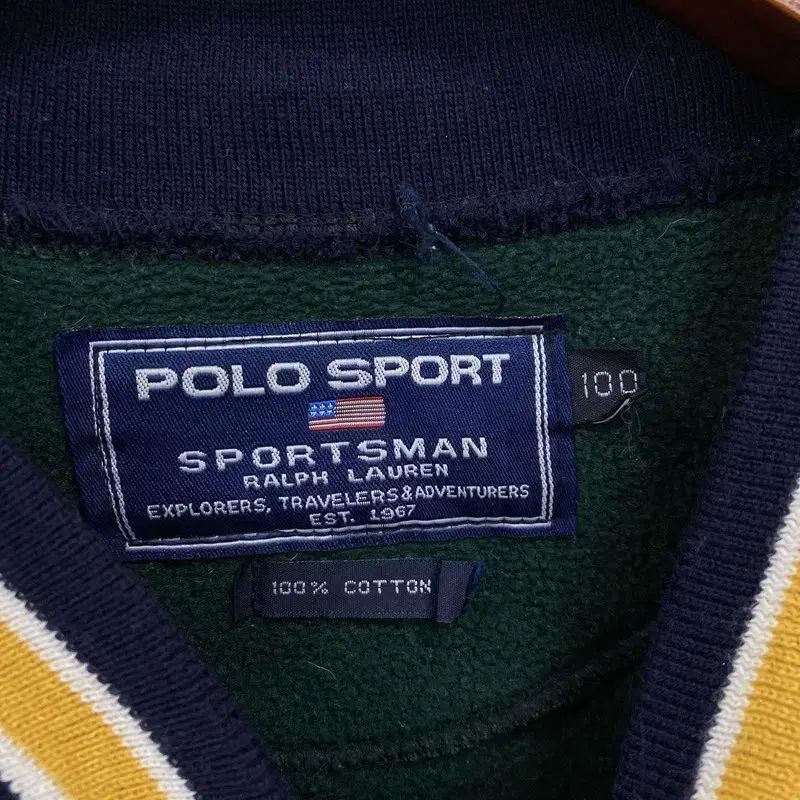 POLO SPORT
100
SPORTSMAN
RALPH LAUREN
EXPLORERS, TRAVELERS & ADVENTURERS
EST. 1967
100% COTTON